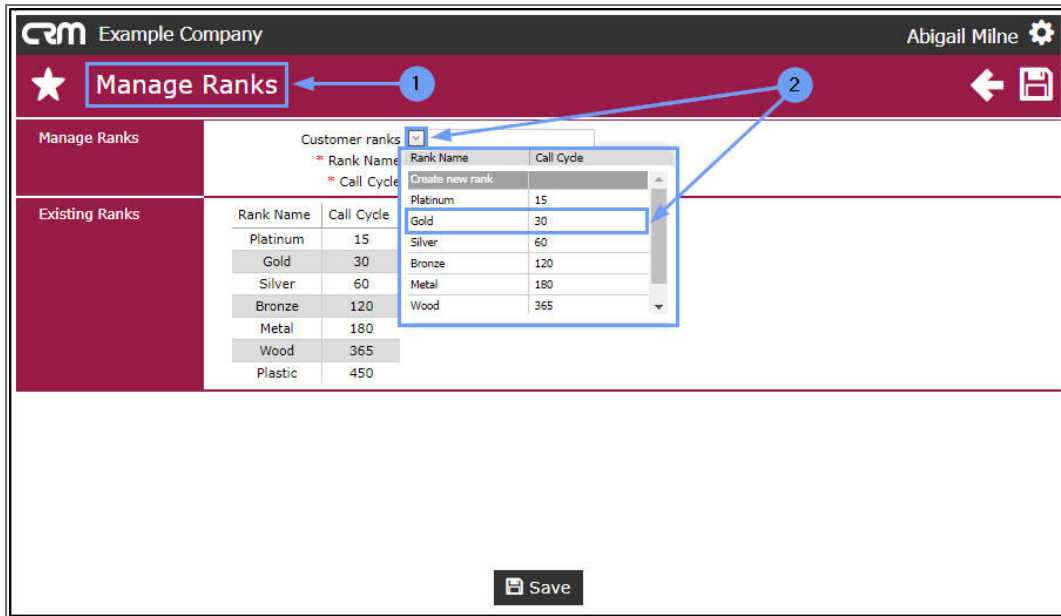 CRM Example Company
Abigail Milne
Manage Ranks
1
2
Manage Ranks
Customer ranks
* Rank Name
* Call Cycle
Rank Name Call Cycle
Create new rank
Platinum 15
Gold 30
Silver 60
Bronze 120
Metal 180
Wood 365
Existing Ranks
Rank Name Call Cycle
Platinum 15
Gold 30
Silver 60
Bronze 120
Metal 180
Wood 365
Plastic 450
Save